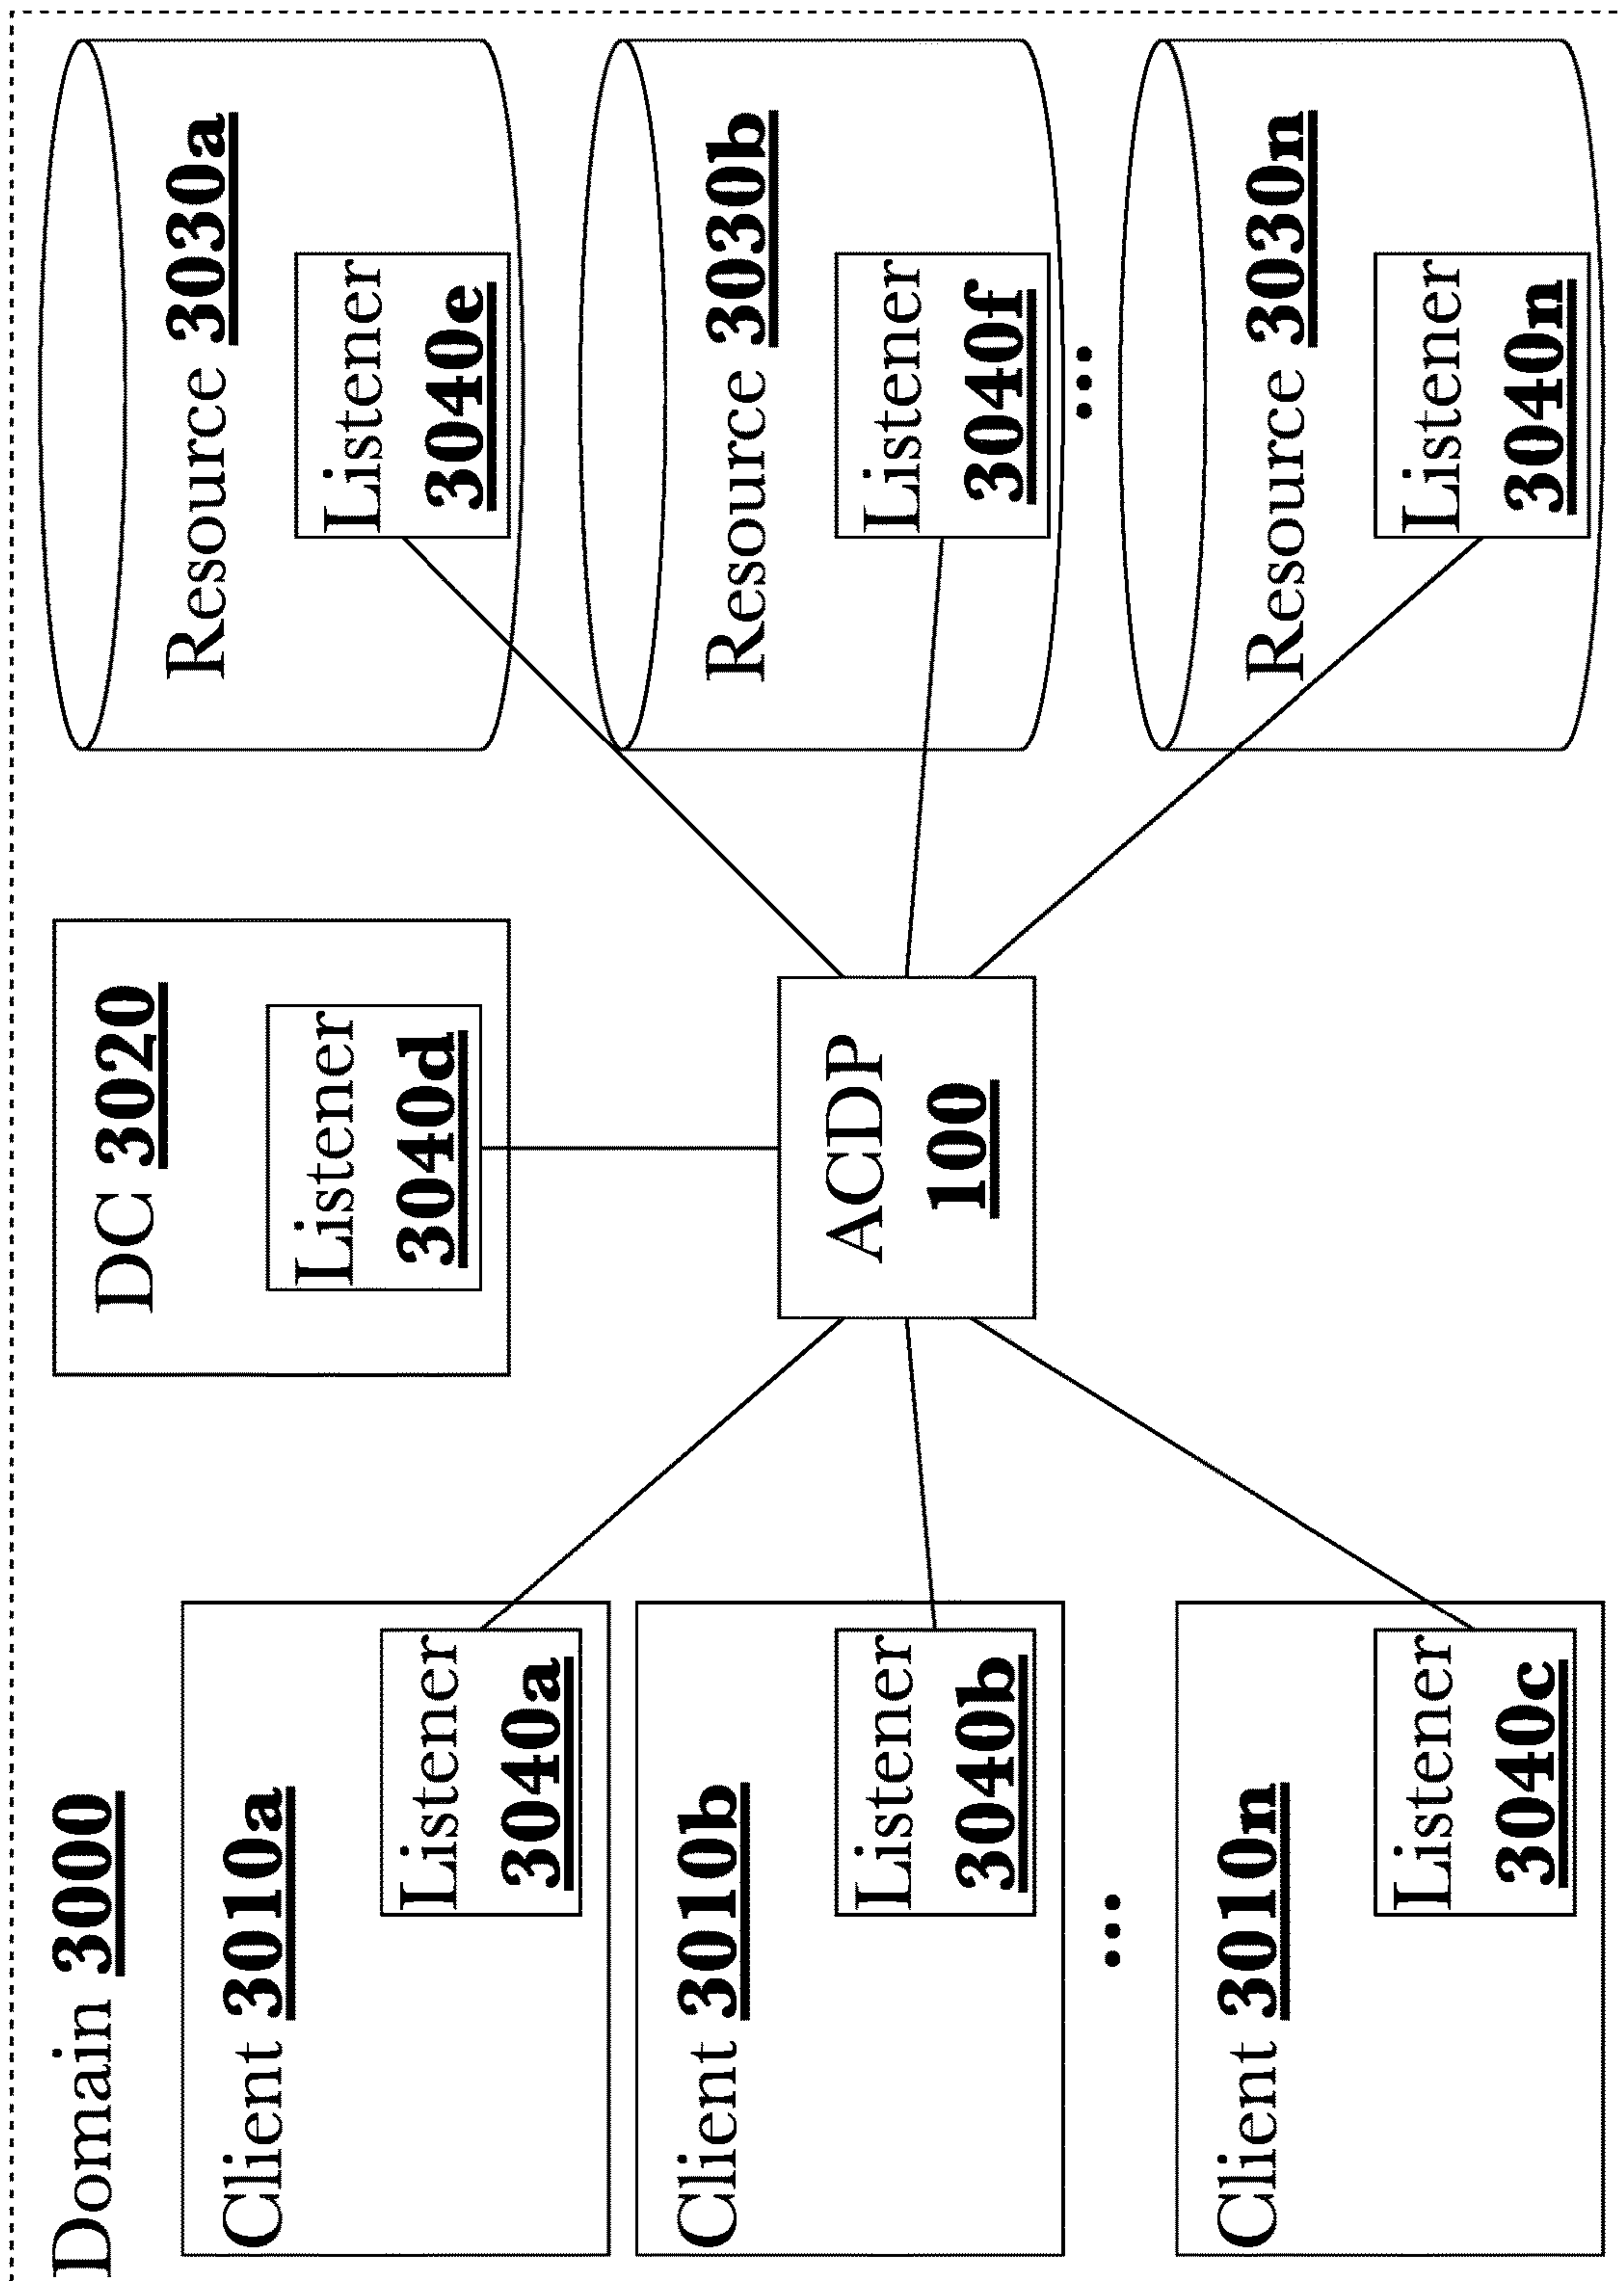 Domain 3000
Client 3010a
Listener
3040a
Client 3010b
Listener
3040b
...
Client 3010n
Listener
3040c
DC 3020
Listener
3040d
ACDP
100
Resource 3030a
Listener
3040e
Resource 3030b
Listener
3040f
...
Resource 3030n
Listener
3040n